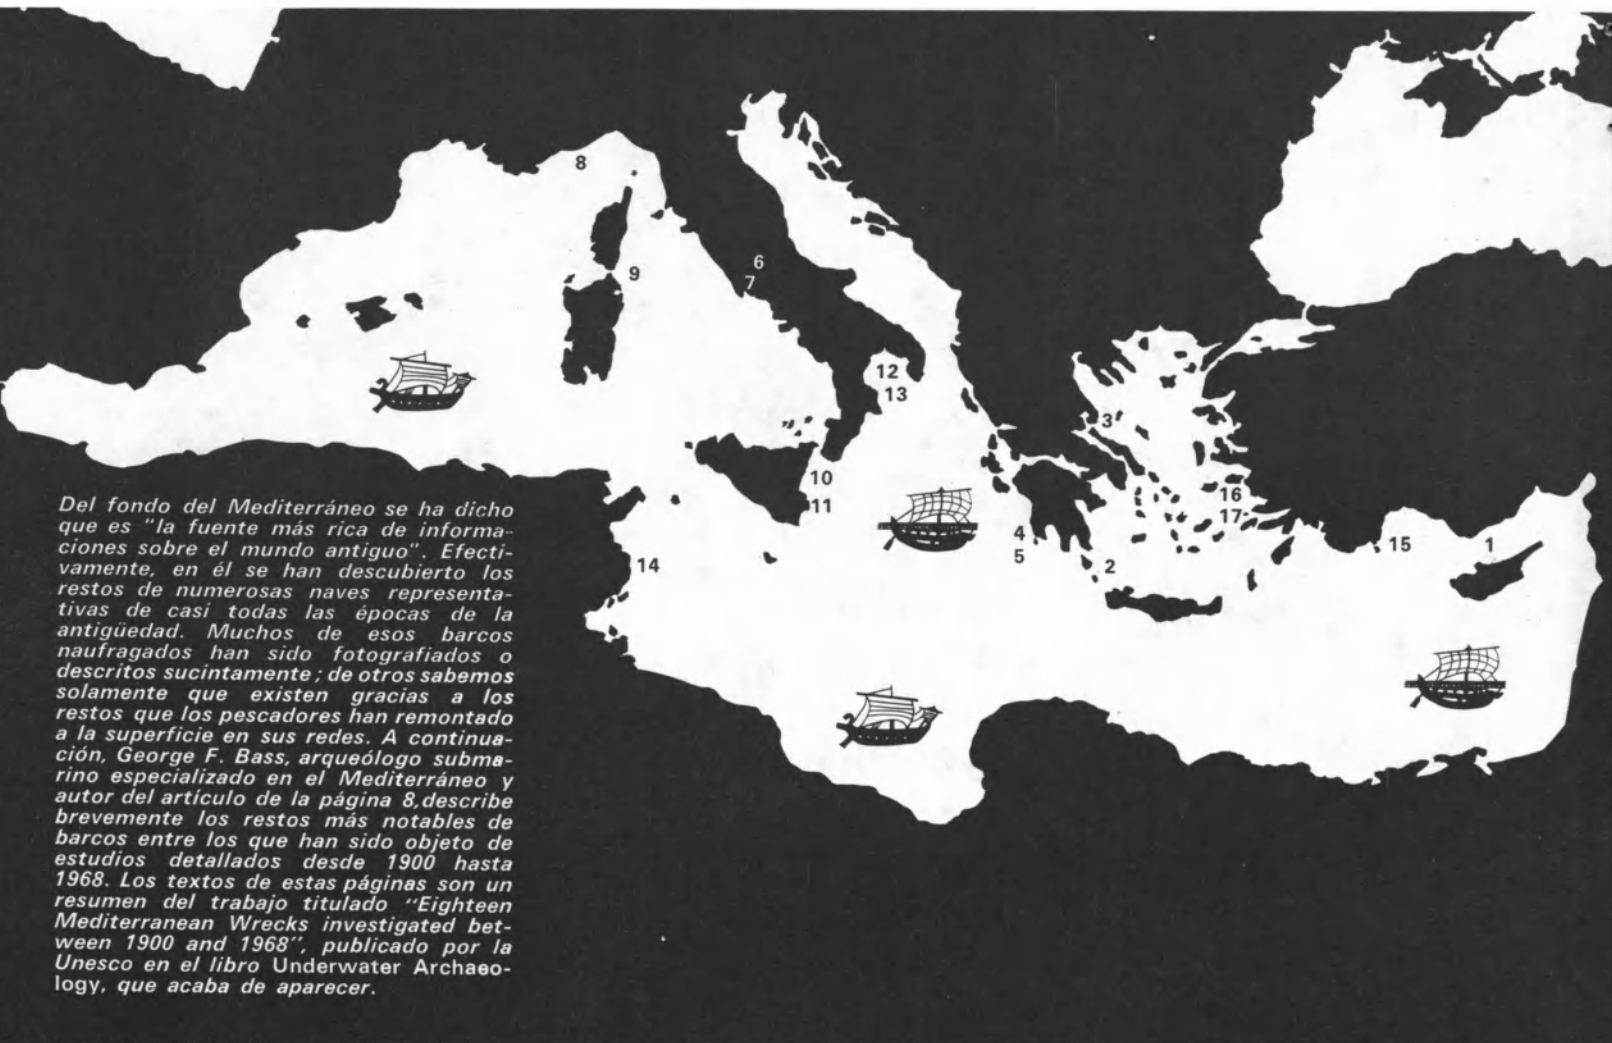 8
6
9
7
12
13
3
10
16
11
17
4
15
1
5
14
2
Del fondo del Mediterráneo se ha dicho
que es "la fuente más rica de informa-
ciones sobre el mundo antiguo". Efecti-
vamente, en él se han descubierto los
restos de numerosas naves representa-
tivas de casi todas las épocas de la
antigüedad. Muchos de esos barcos
naufragados han sido fotografiados o
descritos sucintamente; de otros sabemos
solamente que existen gracias a los
restos que los pescadores han remontado
a la superficie en sus redes. A continua-
ción, George F. Bass, arqueólogo subma-
rino especializado en el Mediterráneo y
autor del artículo de la página 8, describe
brevemente los restos más notables de
barcos entre los que han sido objeto de
estudios detallados desde 1900 hasta
1968. Los textos de estas páginas son un
resumen del trabajo titulado "Eighteen
Mediterranean Wrecks investigated bet-
ween 1900 and 1968", publicado por la
Unesco en el libro Underwater Archaeo-
logy, que acaba de aparecer.